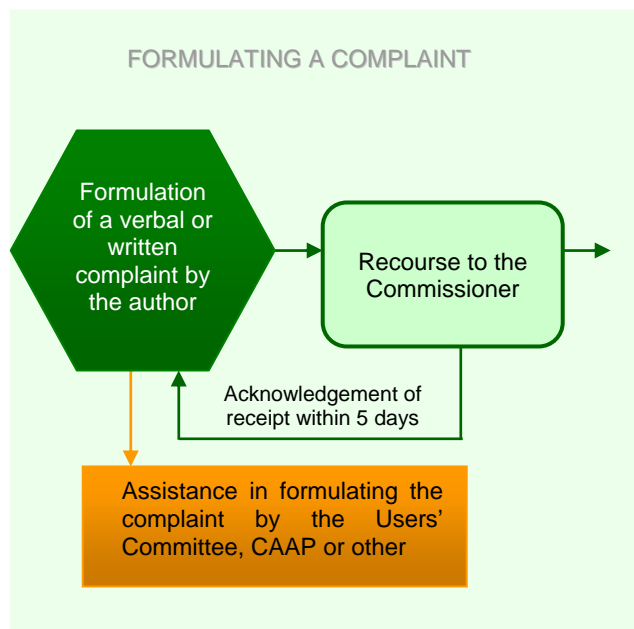 FORMULATING A COMPLAINT
Formulation
of a verbal or
written
complaint by
the author
Recourse to the
Commissioner
Acknowledgement of
receipt within 5 days
Assistance in formulating the
complaint by the Users’
Committee, CAAP or other